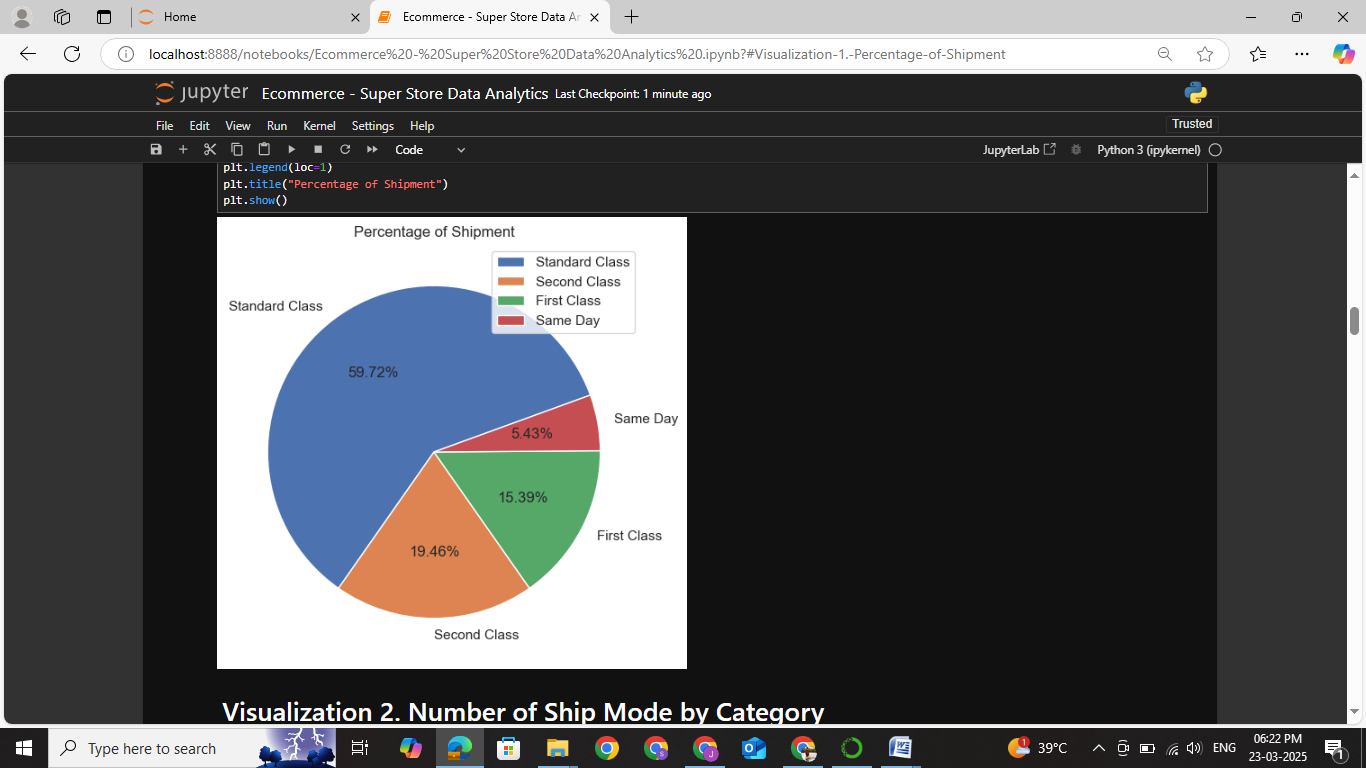 Home
Ecommerce - Super Store Data Ar
localhost:8888/notebooks/Ecommerce%20-%20Super%20Store%20Data%20Analytics%20.ipynb?#Visualization-1.-Percentage-of-Shipment
jupyter Ecommerce - Super Store Data Analytics Last Checkpoint: 1 minute ago
File Edit View Run Kernel Settings Help
Trusted
Code
JupyterLab
Python 3 (ipykernel)
plt.legend(loc=1)
plt.title("Percentage of Shipment")
plt.show()
Percentage of Shipment
Standard Class
Second Class
First Class
Same Day
Standard Class
59.72%
Same Day
5.43%
15.39%
First Class
19.46%
Second Class
Visualization 2. Number of Ship Mode by Category
Type here to search
1
39°C
ENG
06:22 PM
23-03-2025
1